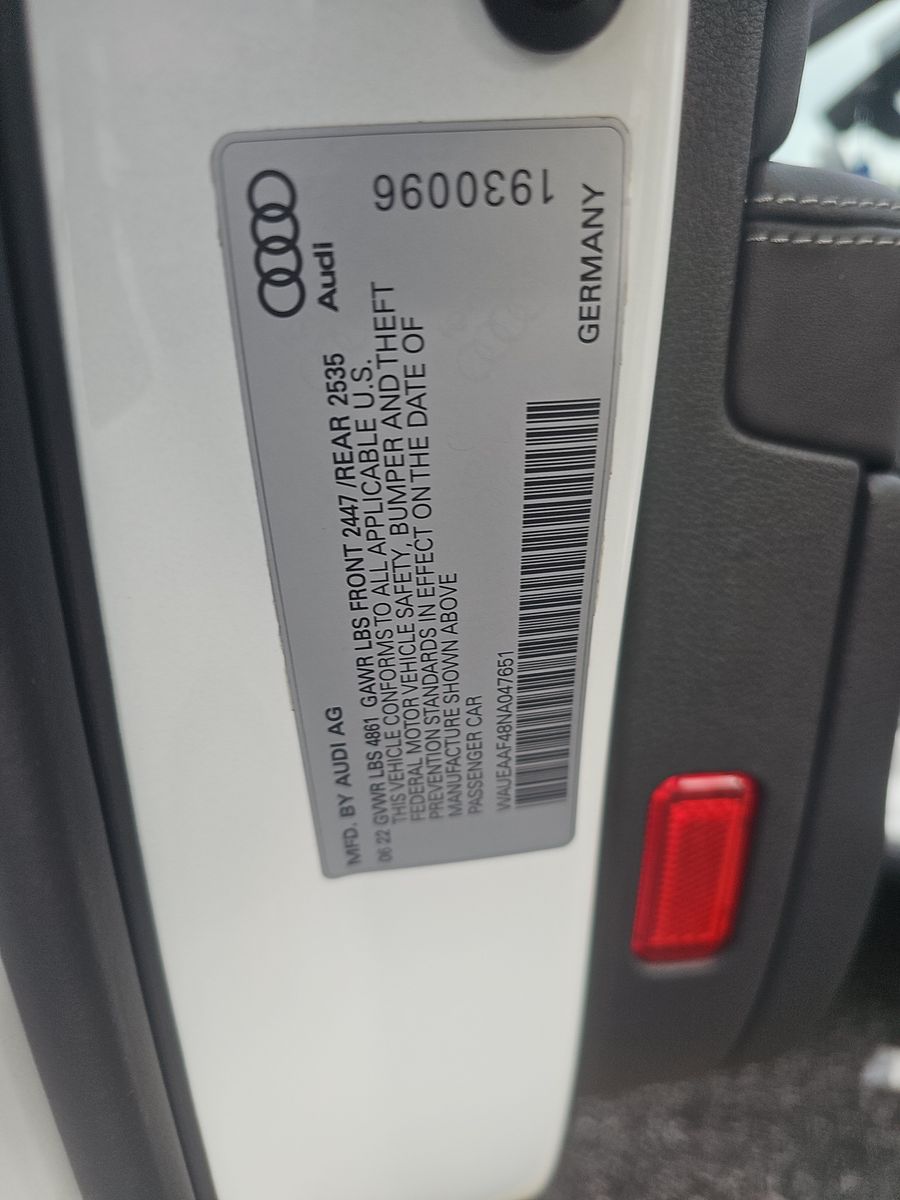 MFD. BY AUDI AG
06 22 GVWR LBS 4861 GAWR LBS FRONT 2447 /REAR 2535
THIS VEHICLE CONFORMS TO ALL APPLICABLE U.S.
FEDERAL MOTOR VEHICLE SAFETY, BUMPER AND THEFT
PREVENTION STANDARDS IN EFFECT ON THE DATE OF
MANUFACTURE SHOWN ABOVE
PASSENGER CAR
WAUEAAF48NA047651
Audi
1930096
GERMANY